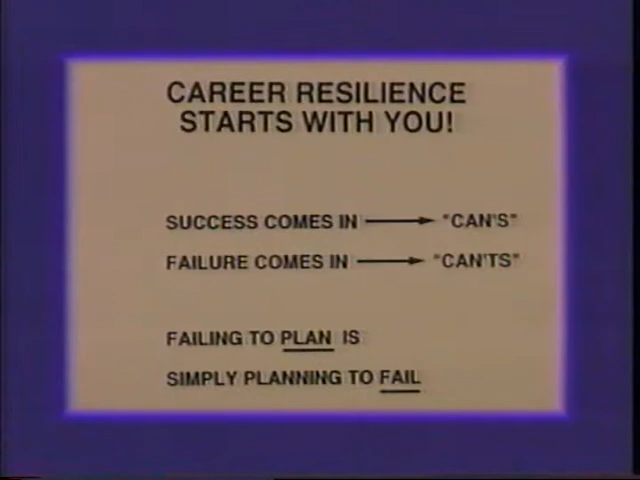 CAREER RESILIENCE
STARTS WITH YOU!
SUCCESS COMES IN → "CAN'S"
FAILURE COMES IN → "CAN'TS"
FAILING TO PLAN IS
SIMPLY PLANNING TO FAIL